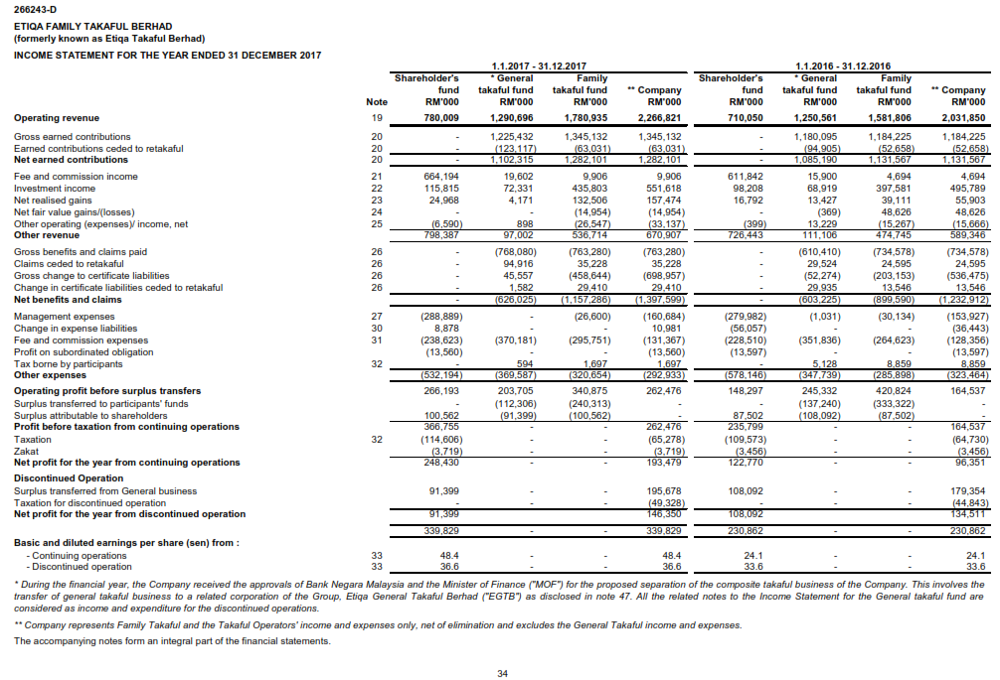 266243-D
ETIQA FAMILY TAKAFUL BERHAD
(formerly known as Etiqa Takaful Berhad)
INCOME STATEMENT FOR THE YEAR ENDED 31 DECEMBER 2017
1.1.2017 - 31.12.2017 1.1.2016 - 31.12.2016
Shareholder's * General Family Shareholder's * General Family
fund takaful fund takaful fund ** Company fund takaful fund takaful fund ** Company
Note RM'000 RM'000 RM'000 RM'000 RM'000 RM'000 RM'000 RM'000
Operating revenue 19 780,009 1,290,696 1,780,935 2,266,821 710,050 1,250,561 1,581,806 2,031,850
Gross earned contributions 20 - 1,225,432 1,345,132 1,345,132 - 1,180,095 1,184,225 1,184,225
Earned contributions ceded to retakaful 20 - (123,117) (63,031) (63,031) - (94,905) (52,658) (52,658)
Net earned contributions 20 - 1,102,315 1,282,101 1,282,101 - 1,085,190 1,131,567 1,131,567
Fee and commission income 21 664,194 19,602 9,906 9,906 611,842 15,900 4,694 4,694
Investment income 22 115,815 72,331 435,803 551,618 98,208 68,919 397,581 495,789
Net realised gains 23 24,968 4,171 132,506 157,474 16,792 13,427 39,111 55,903
Net fair value gains/(losses) 24 - - (14,954) (14,954) - (369) 48,626 48,626
Other operating (expenses)/ income, net 25 (6,590) 898 (26,547) (33,137) (399) 13,229 (15,267) (15,666)
Other revenue 798,387 97,002 536,714 670,907 726,443 111,106 474,745 589,346
Gross benefits and claims paid 26 - (768,080) (763,280) (763,280) - (610,410) (734,578) (734,578)
Claims ceded to retakaful 26 - 94,916 35,228 35,228 - 29,524 24,595 24,595
Gross change to certificate liabilities 26 - 45,557 (458,644) (698,957) - (52,274) (203,153) (536,475)
Change in certificate liabilities ceded to retakaful 26 - 1,582 29,410 29,410 - 29,935 13,546 13,546
Net benefits and claims - (626,025) (1,157,286) (1,397,599) - (603,225) (899,590) (1,232,912)
Management expenses 27 (288,889) - (26,600) (160,684) (279,982) (1,031) (30,134) (153,927)
Change in expense liabilities 30 8,878 - - 10,981 (56,057) - - (36,443)
Fee and commission expenses 31 (238,623) (370,181) (295,751) (131,367) (228,510) (351,836) (264,623) (128,356)
Profit on subordinated obligation (13,560) - - (13,560) (13,597) - - (13,597)
Tax borne by participants 32 - 594 1,697 1,697 - 5,128 8,859 8,859
Other expenses (532,194) (369,587) (320,654) (292,933) (578,146) (347,739) (285,898) (323,464)
Operating profit before surplus transfers 266,193 203,705 340,875 262,476 148,297 245,332 420,824 164,537
Surplus transferred to participants' funds - (112,306) (240,313) - - (137,240) (333,322) -
Surplus attributable to shareholders 100,562 (91,399) (100,562) - 87,502 (108,092) (87,502) -
Profit before taxation from continuing operations 366,755 - - 262,476 235,799 - - 164,537
Taxation 32 (114,606) - - (65,278) (109,573) - - (64,730)
Zakat (3,719) - - (3,719) (3,456) - - (3,456)
Net profit for the year from continuing operations 248,430 - - 193,479 122,770 - - 96,351
Discontinued Operation
Surplus transferred from General business 91,399 - - 195,678 108,092 - - 179,354
Taxation for discontinued operation - - - (49,328) - - - (44,843)
Net profit for the year from discontinued operation 91,399 - - 146,350 108,092 - - 134,511
339,829 - - 339,829 230,862 - - 230,862
Basic and diluted earnings per share (sen) from :
- Continuing operations 33 48.4 - - 48.4 24.1 - - 24.1
- Discontinued operation 33 36.6 - - 36.6 33.6 - - 33.6
* During the financial year, the Company received the approvals of Bank Negara Malaysia and the Minister of Finance ("MOF") for the proposed separation of the composite takaful business of the Company. This involves the
transfer of general takaful business to a related corporation of the Group, Etiqa General Takaful Berhad ("EGTB") as disclosed in note 47. All the related notes to the Income Statement for the General takaful fund are
considered as income and expenditure for the discontinued operations.
** Company represents Family Takaful and the Takaful Operators' income and expenses only, net of elimination and excludes the General Takaful income and expenses.
The accompanying notes form an integral part of the financial statements.
34